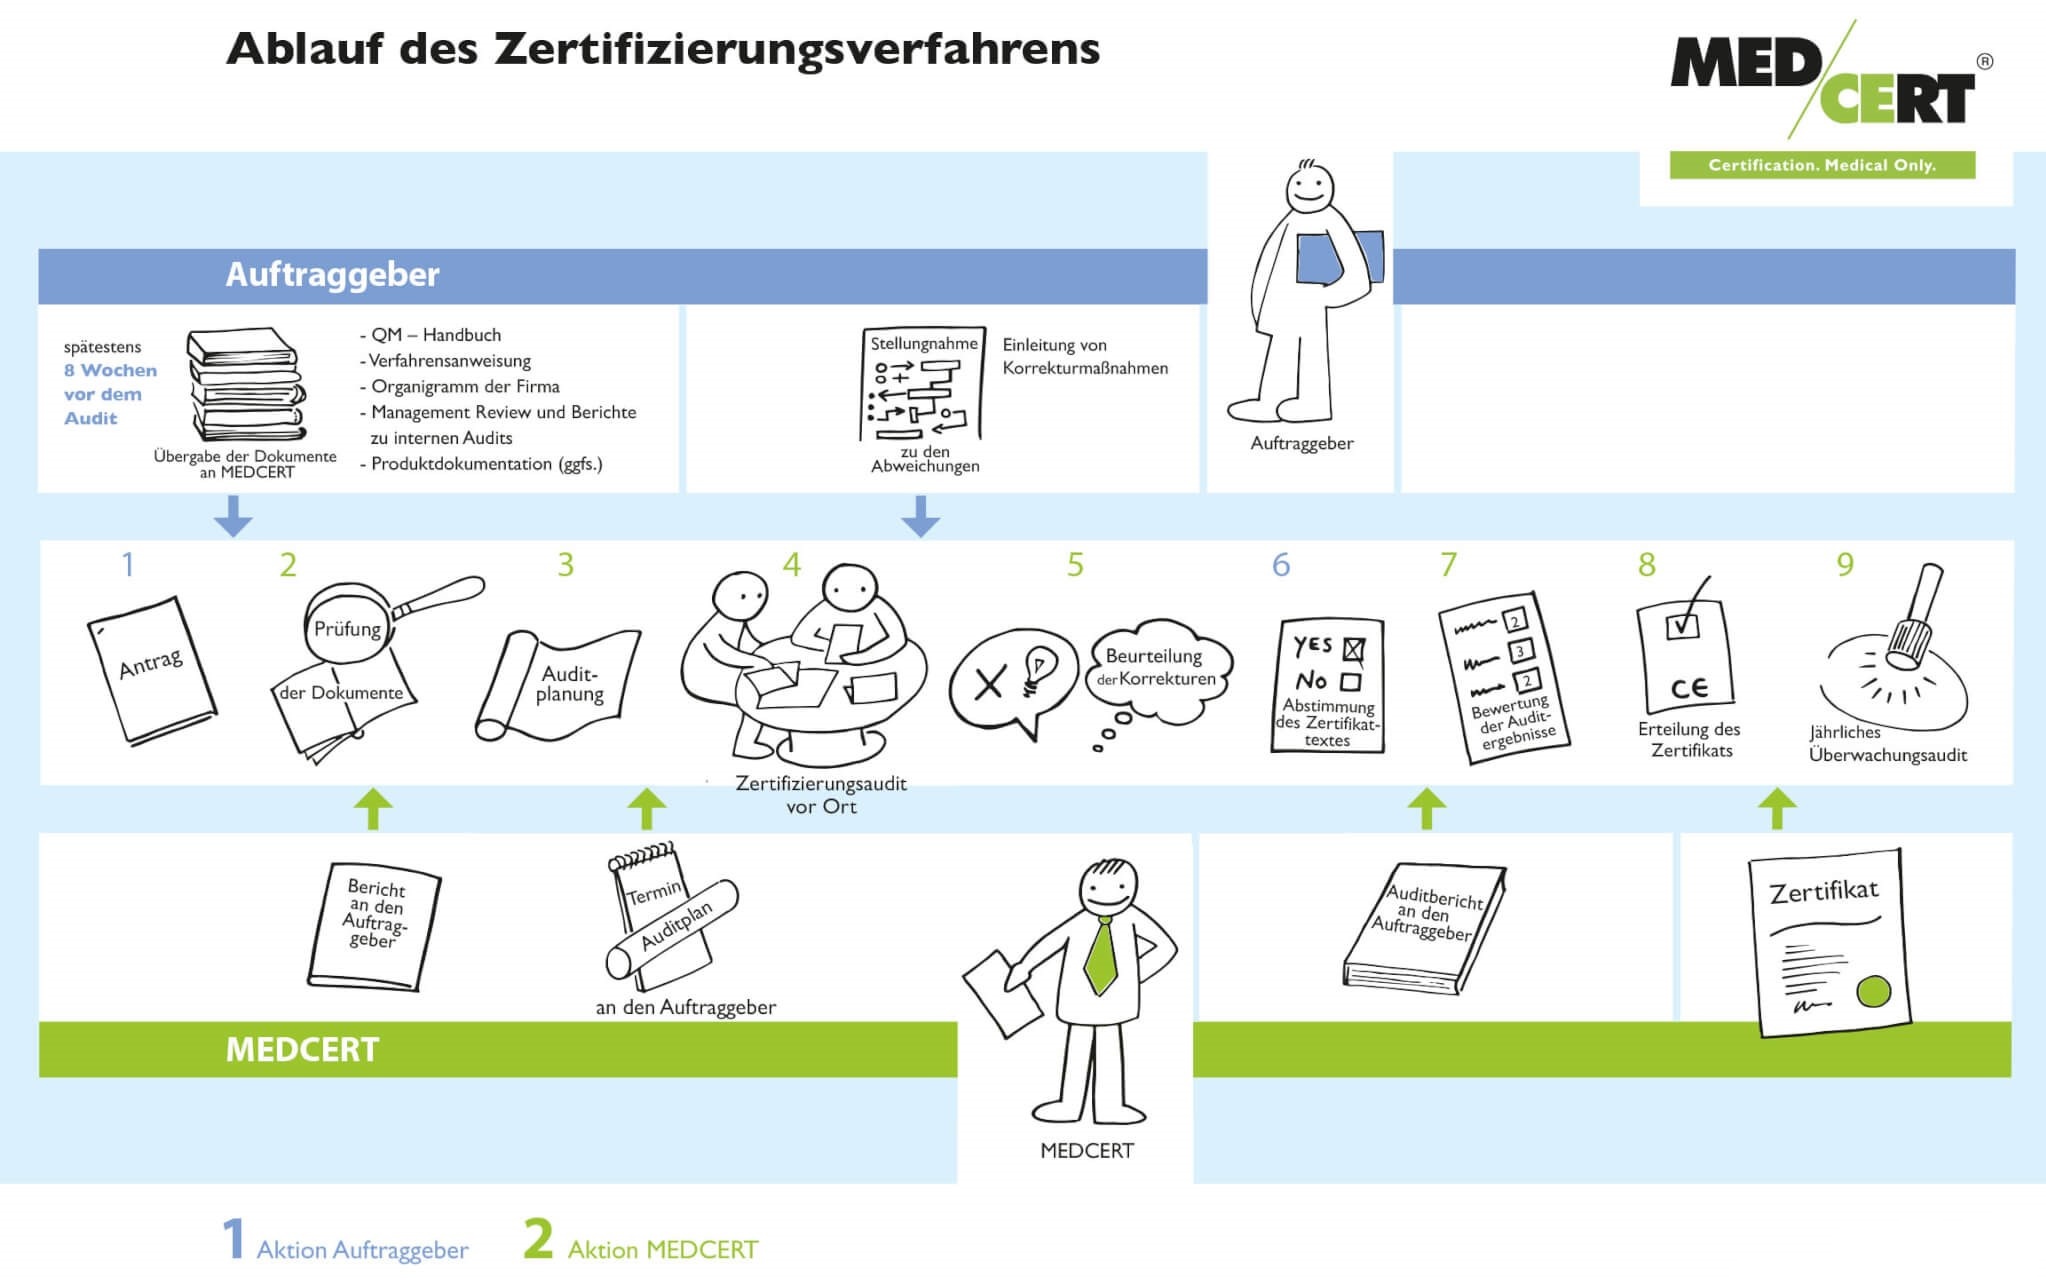 Ablauf des Zertifizierungsverfahrens
MED
CERT
®
Certification. Medical Only.
Auftraggeber
spätestens
8 Wochen
vor dem
Audit
Übergabe der Dokumente
an MEDCERT
- QM – Handbuch
- Verfahrensanweisung
- Organigramm der Firma
- Management Review und Berichte
zu internen Audits
- Produktdokumentation (ggfs.)
Stellungnahme
zu den
Abweichungen
Einleitung von
Korrekturmaßnahmen
Auftraggeber
1
Antrag
2
Prüfung
der Dokumente
3
Audit-
planung
4
Zertifizierungsaudit
vor Ort
5
X
Beurteilung
der Korrekturen
6
YES
NO
Abstimmung
des Zertifikat-
textes
7
2
3
2
Bewertung
der Audit-
ergebnisse
8
CE
Erteilung des
Zertifikats
9
Jährliches
Überwachungsaudit
Bericht
an den
Auftrag-
geber
Termin
Auditplan
an den Auftraggeber
MEDCERT
Auditbericht
an den
Auftraggeber
Zertifikat
MEDCERT
1 Aktion Auftraggeber
2 Aktion MEDCERT